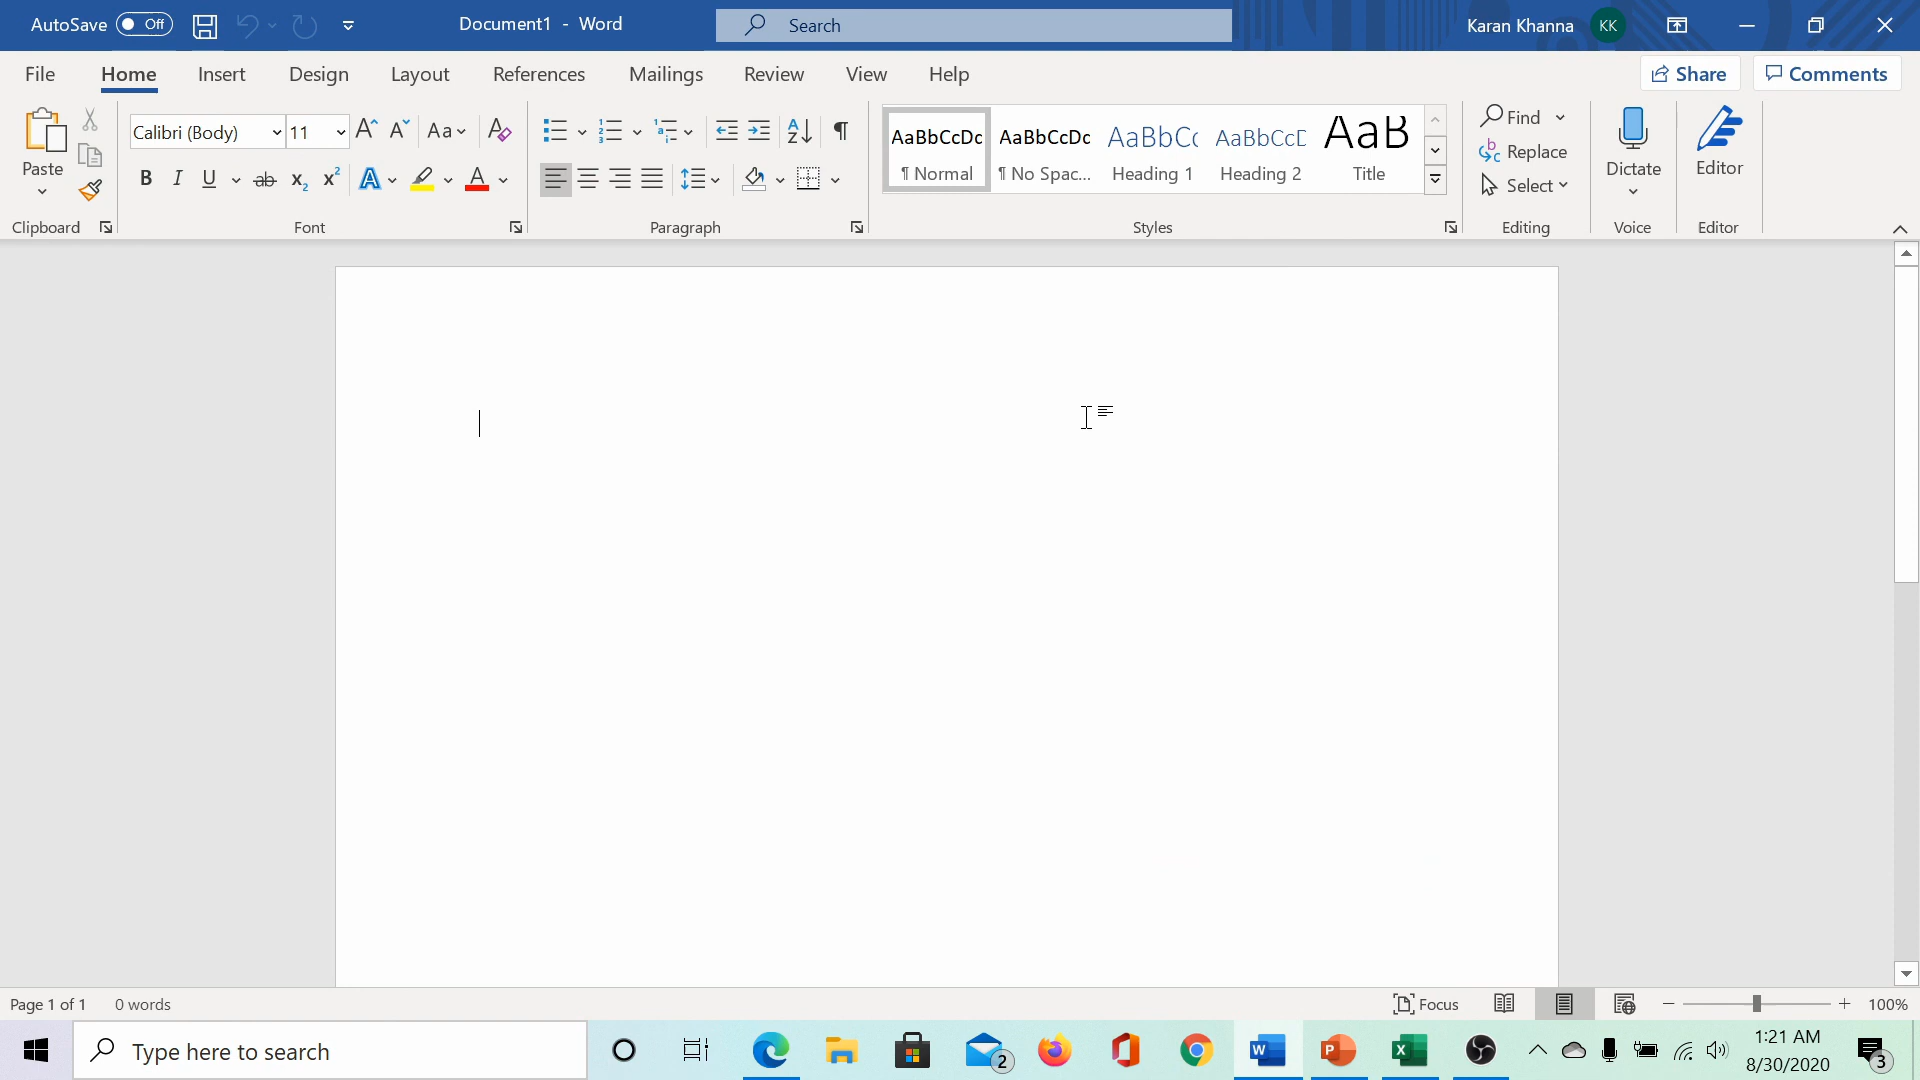 AutoSave Off Document1 - Word Search Karan Khanna KK
File Home Insert Design Layout References Mailings Review View Help Share Comments
Paste
Calibri (Body) 11 Aa
AaBbCcDc AaBbCcDc AaBbCc AaBbCcE AaB
¶ Normal ¶ No Spac... Heading 1 Heading 2 Title
Find
Replace
Select
Dictate
Editor
Clipboard Font Paragraph Styles Editing Voice Editor
Page 1 of 1 0 words Focus 100%
Type here to search 2 1:21 AM
8/30/2020 3